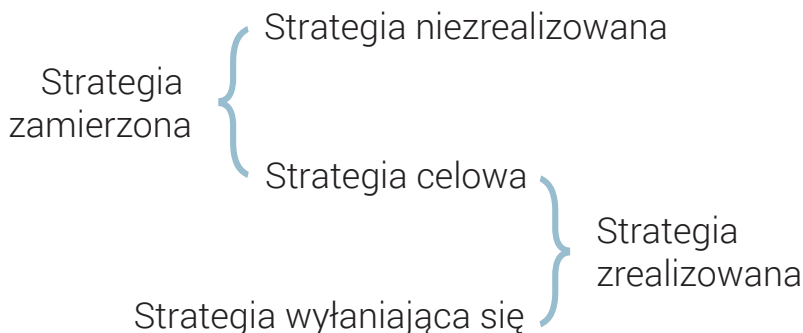 Strategia niezrealizowana
Strategia
zamierzona
Strategia celowa
Strategia
zrealizowana
Strategia wyłaniająca się